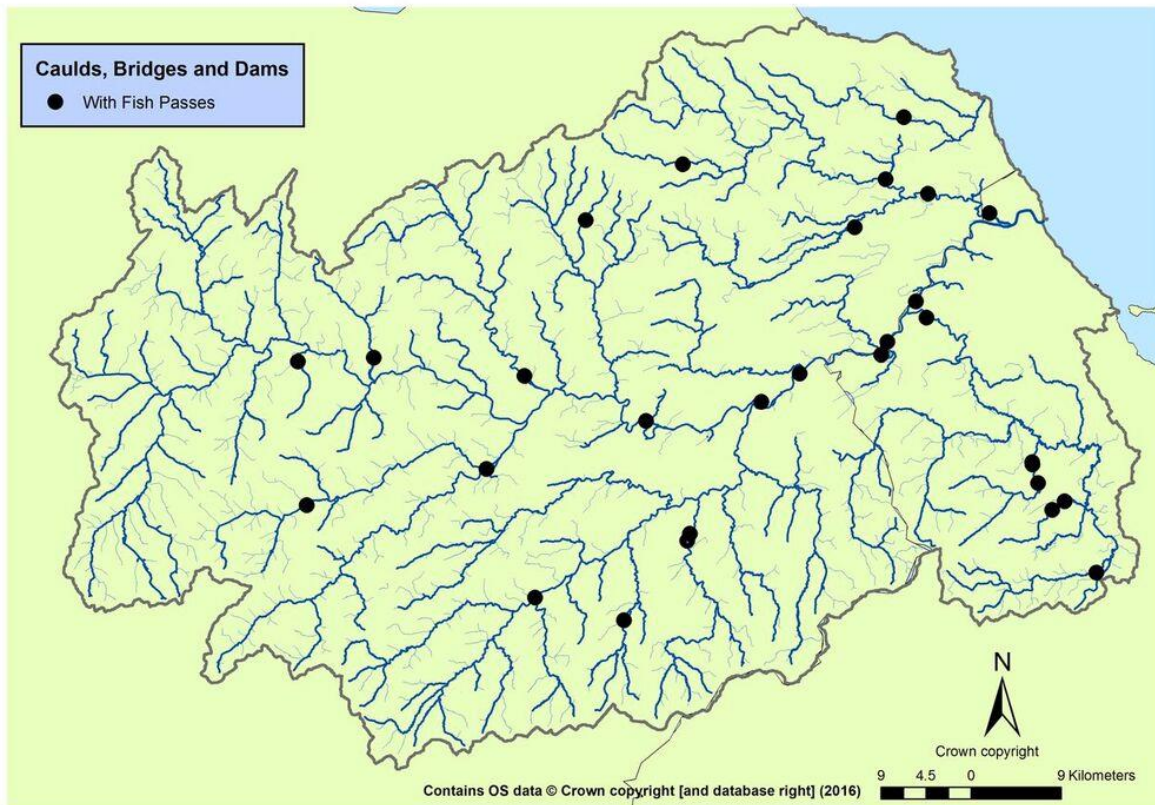 Caulds, Bridges and Dams
With Fish Passes
N
Crown copyright
9 4.5 0 9 Kilometers
Contains OS data © Crown copyright [and database right] (2016)